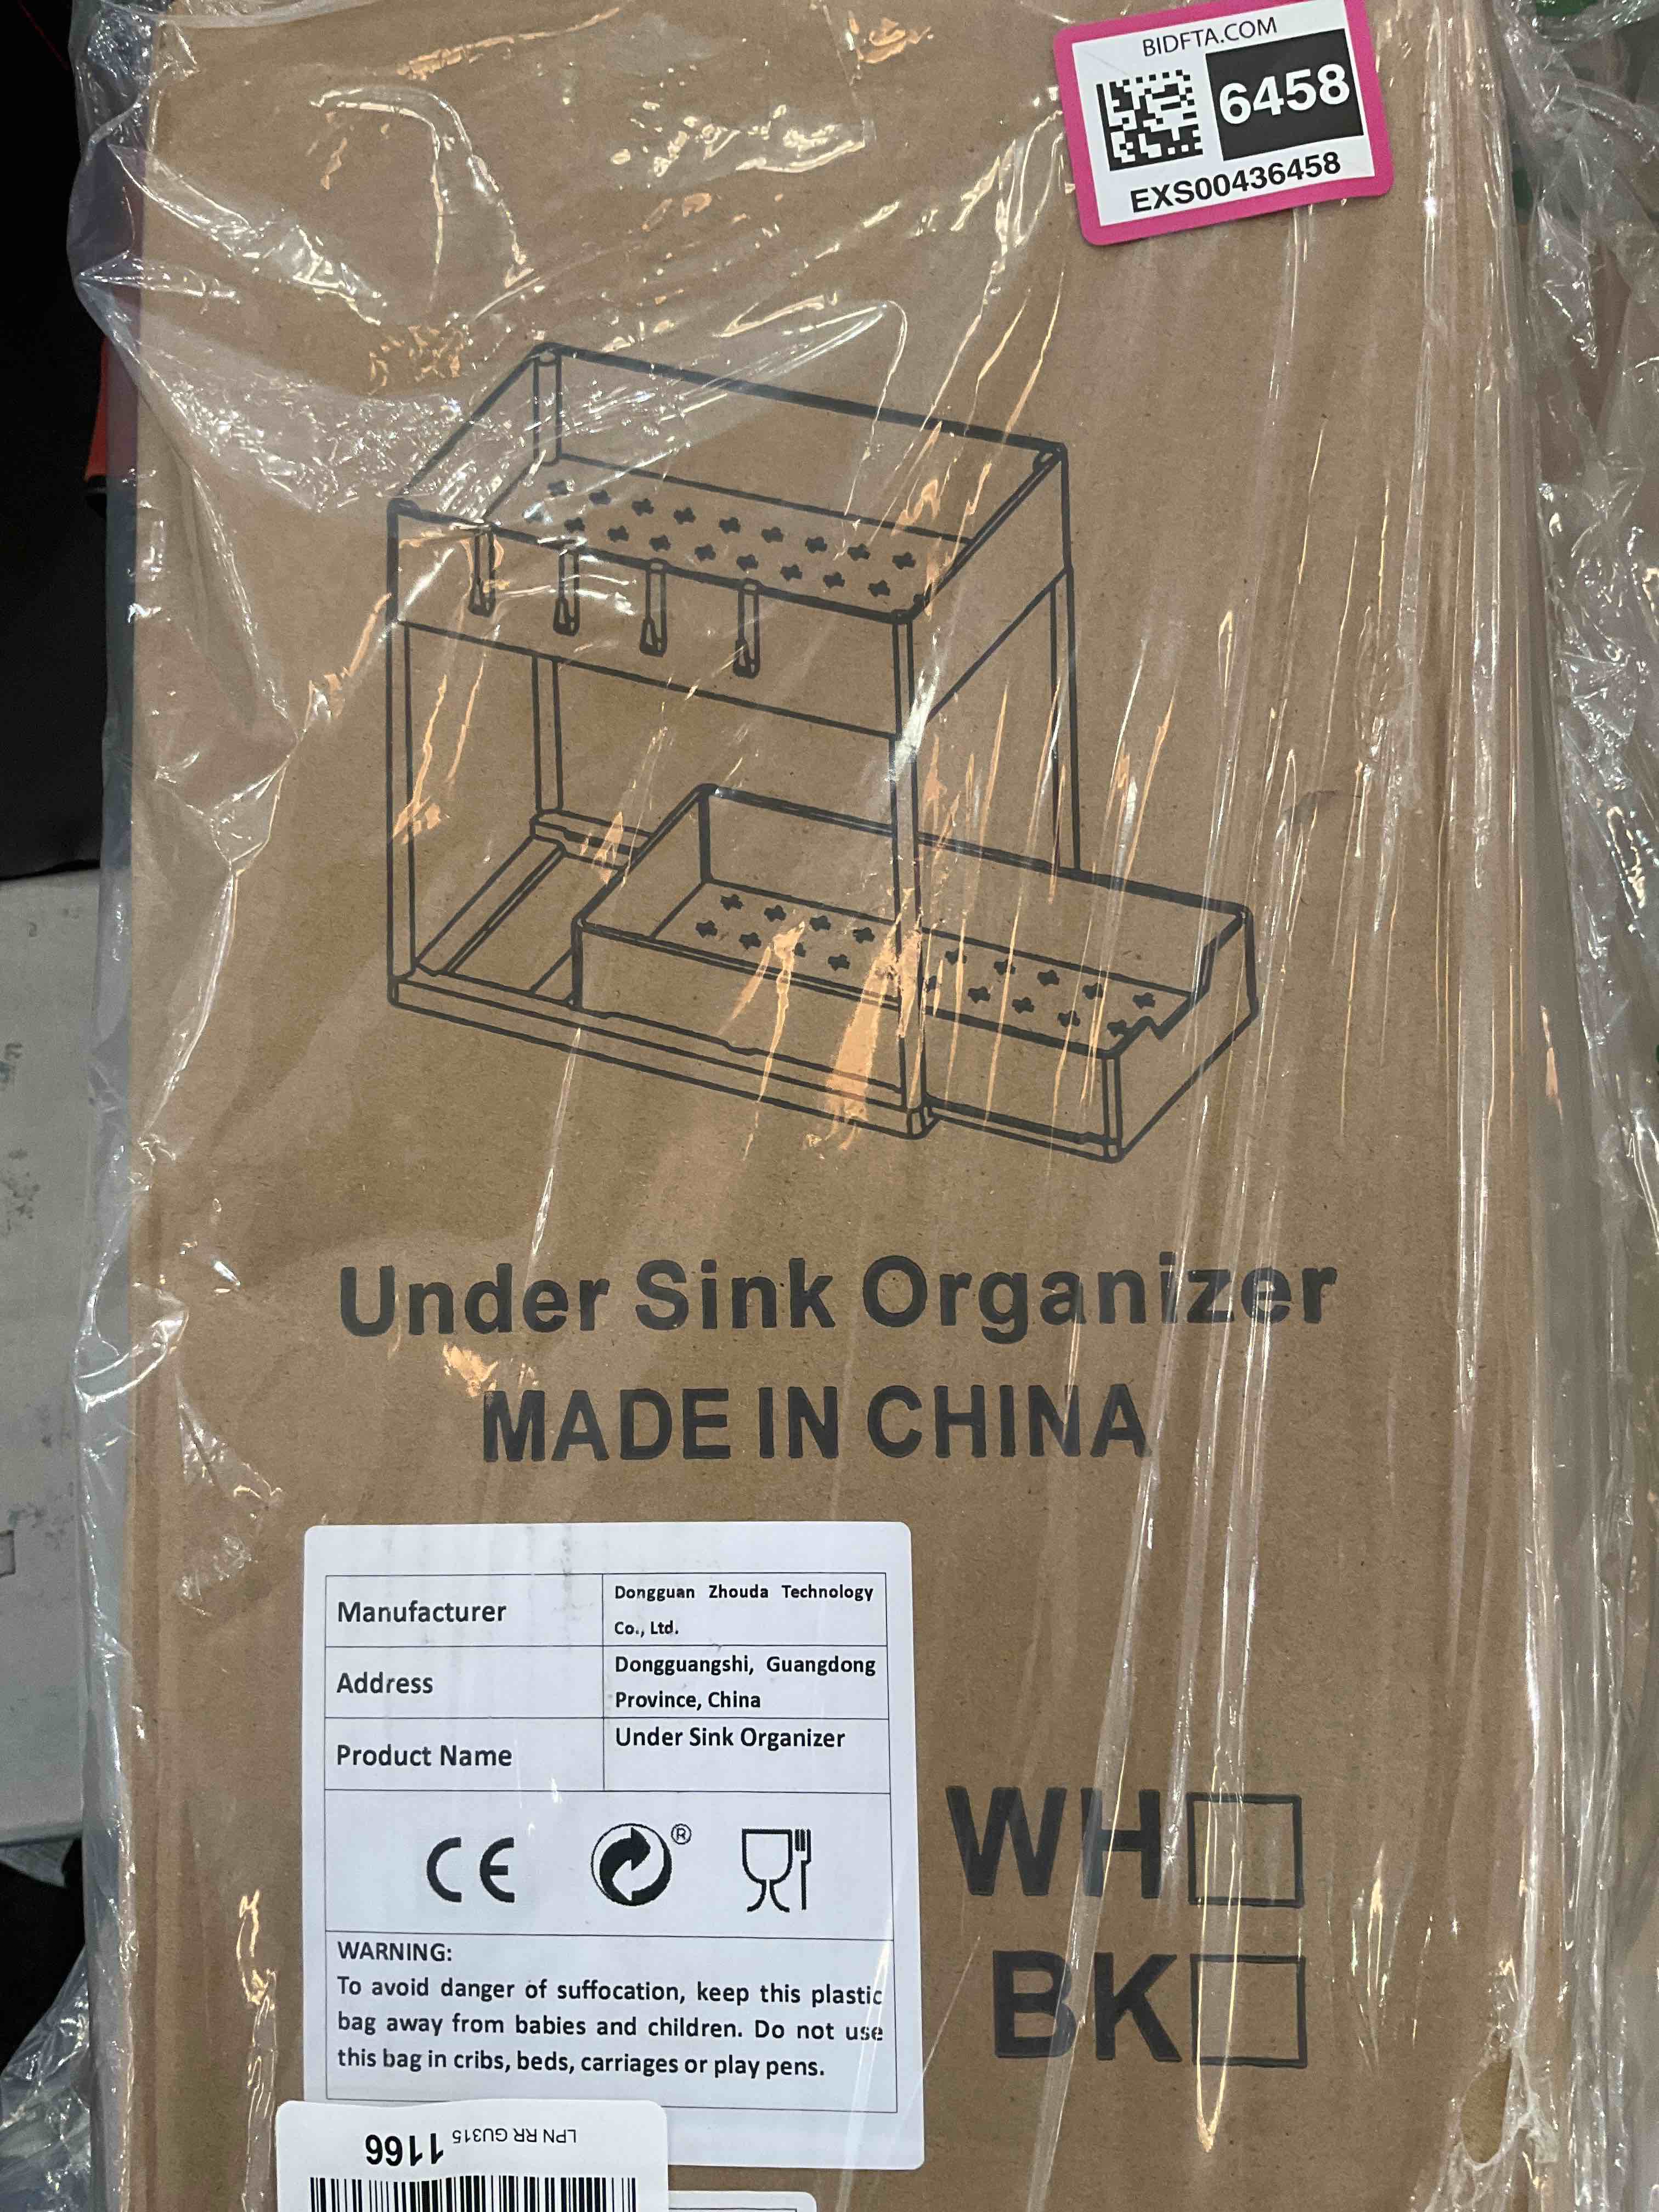 BIDFTA.COM
6458
EXS00436458
Under Sink Organizer
MADE IN CHINA
Manufacturer
Dongguan Zhouda Technology
Co., Ltd.
Address
Dongguangshi, Guangdong
Province, China
Product Name
Under Sink Organizer
CE
®
WH
BK
WARNING:
To avoid danger of suffocation, keep this plastic
bag away from babies and children. Do not use
this bag in cribs, beds, carriages or play pens.
LPN RR GU315 1166